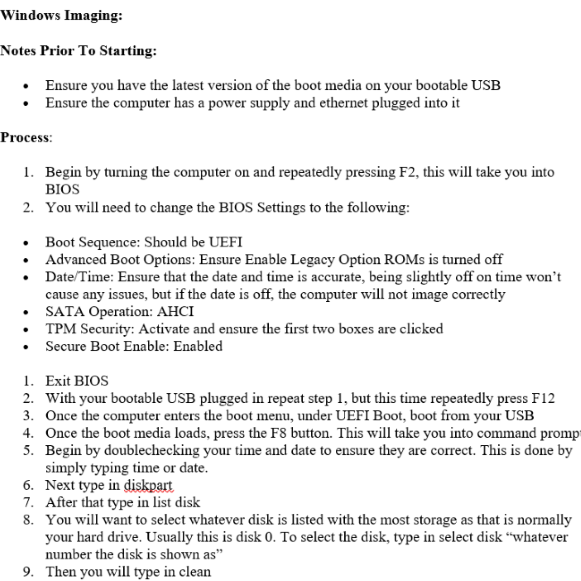 Windows Imaging:
Notes Prior To Starting:
• Ensure you have the latest version of the boot media on your bootable USB
• Ensure the computer has a power supply and ethernet plugged into it
Process:
1. Begin by turning the computer on and repeatedly pressing F2, this will take you into
BIOS
2. You will need to change the BIOS Settings to the following:
• Boot Sequence: Should be UEFI
• Advanced Boot Options: Ensure Enable Legacy Option ROMs is turned off
• Date/Time: Ensure that the date and time is accurate, being slightly off on time won't
cause any issues, but if the date is off, the computer will not image correctly
• SATA Operation: AHCI
• TPM Security: Activate and ensure the first two boxes are clicked
• Secure Boot Enable: Enabled
1. Exit BIOS
2. With your bootable USB plugged in repeat step 1, but this time repeatedly press F12
3. Once the computer enters the boot menu, under UEFI Boot, boot from your USB
4. Once the boot media loads, press the F8 button. This will take you into command promp
5. Begin by doublechecking your time and date to ensure they are correct. This is done by
simply typing time or date.
6. Next type in diskpart
7. After that type in list disk
8. You will want to select whatever disk is listed with the most storage as that is normally
your hard drive. Usually this is disk 0. To select the disk, type in select disk “whatever
number the disk is shown as”
9. Then you will type in clean